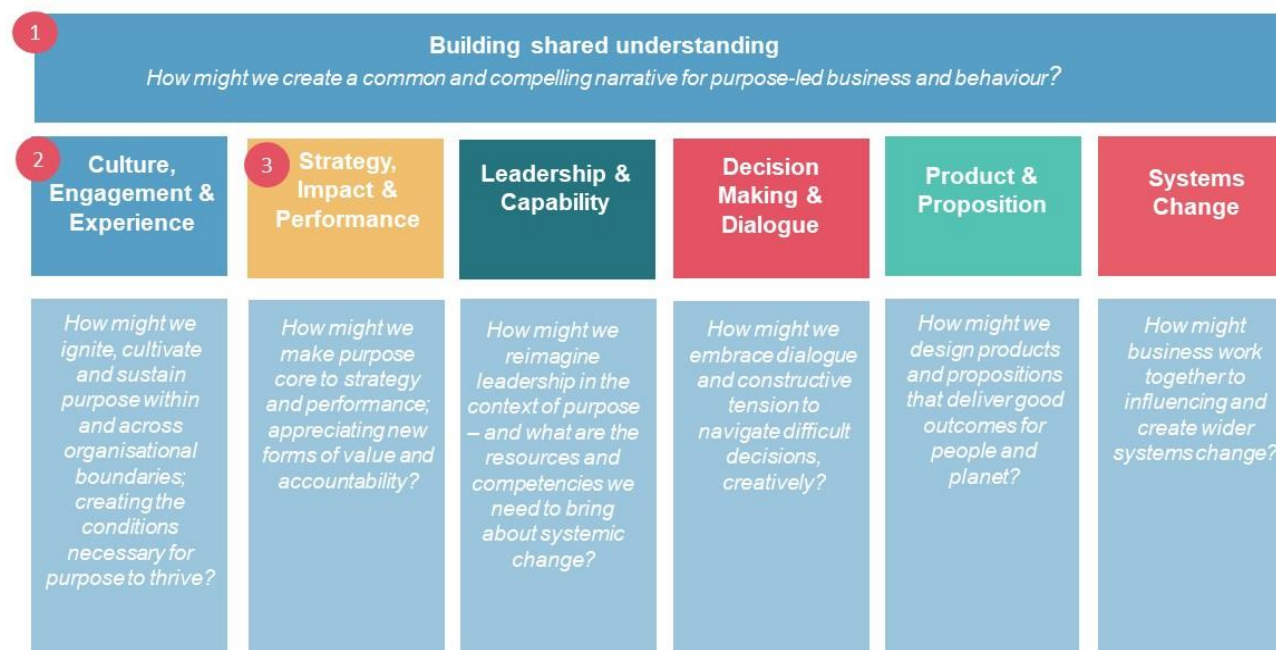 1
Building shared understanding
How might we create a common and compelling narrative for purpose-led business and behaviour?
2
Culture,
Engagement &
Experience
3
Strategy,
Impact &
Performance
Leadership &
Capability
Decision
Making &
Dialogue
Product &
Proposition
Systems
Change
How might we
ignite, cultivate
and sustain
purpose within
and across
organisational
boundaries;
creating the
conditions
necessary for
purpose to thrive?
How might we
make purpose
core to strategy
and performance;
appreciating new
forms of value and
accountability?
How might we
reimagine
leadership in the
context of purpose
– and what are the
resources and
competencies we
need to bring
about systemic
change?
How might we
embrace dialogue
and constructive
tension to
navigate difficult
decisions,
creatively?
How might we
design products
and propositions
that deliver good
outcomes for
people and
planet?
How might
business work
together to
influencing and
create wider
systems change?